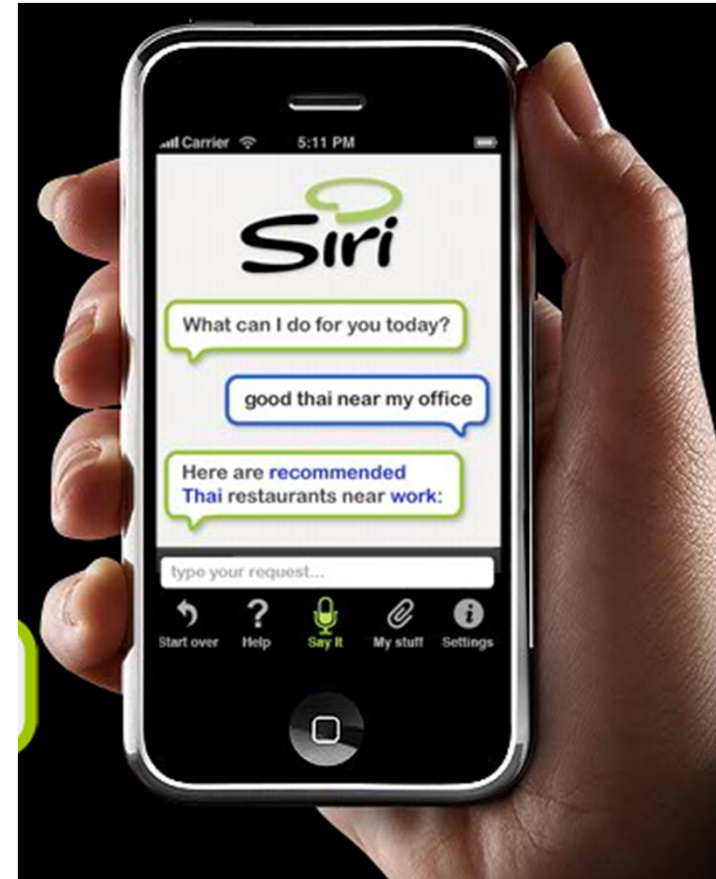 Carrier 5:11 PM
Siri
What can I do for you today?
good thai near my office
Here are recommended
Thai restaurants near work:
type your request...
Start over Help Say It My stuff Settings